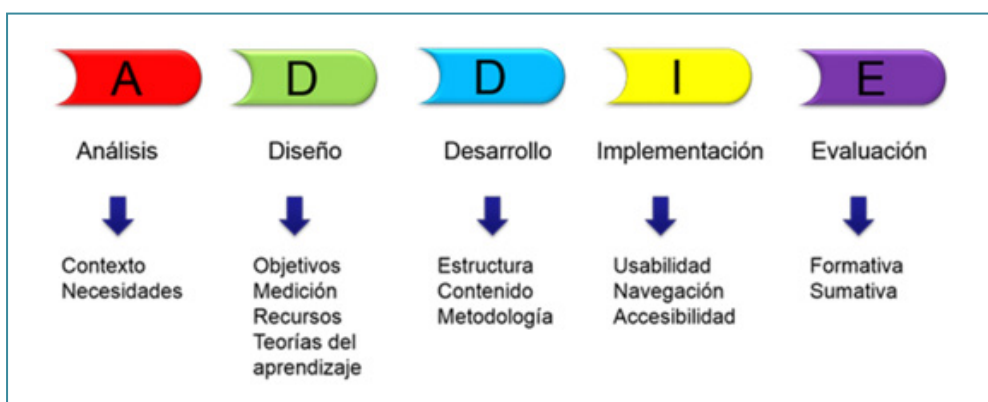 A D D I E
Análisis Diseño Desarrollo Implementación Evaluación
Contexto
Necesidades
Objetivos
Medición
Recursos
Teorías del
aprendizaje
Estructura
Contenido
Metodología
Usabilidad
Navegación
Accesibilidad
Formativa
Sumativa